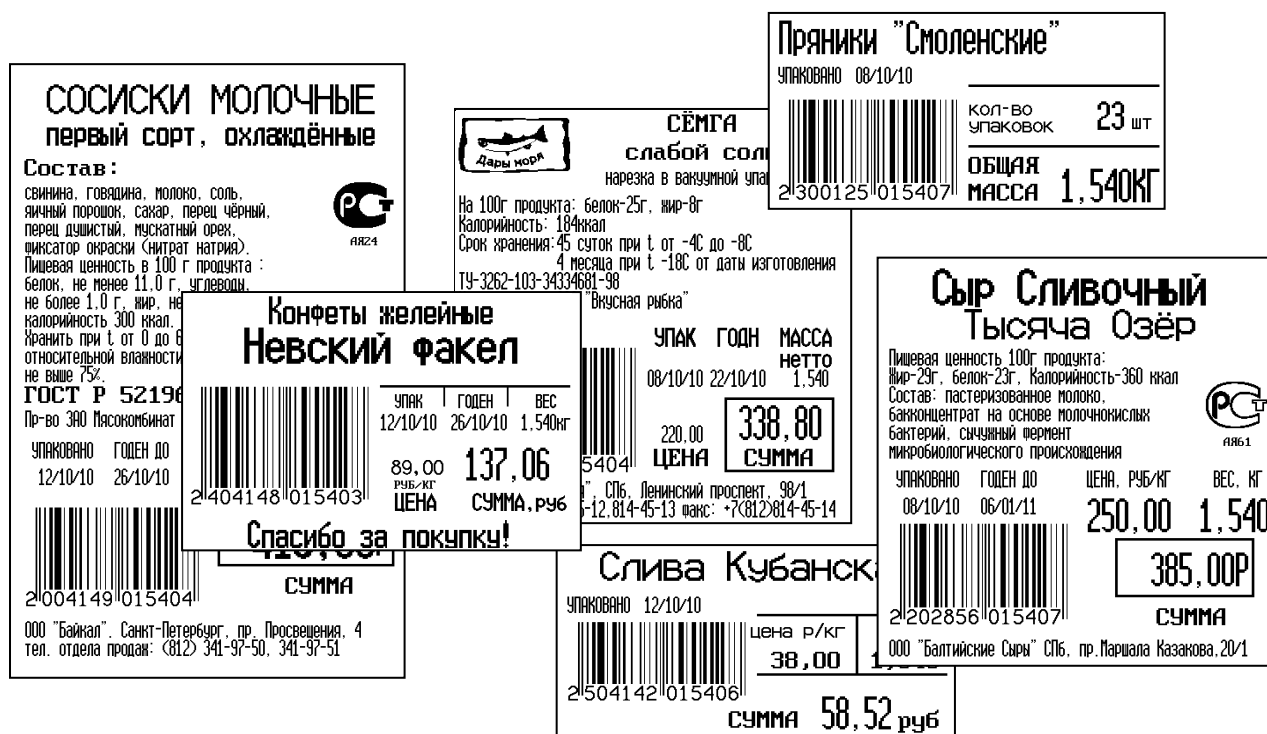 СОСИСКИ МОЛОЧНЫЕ
первый сорт, охлаждённые
Состав:
свинина, говядина, молоко, соль,
яичный порошок, сахар, перец чёрный,
перец душистый, мускатный орех,
фиксатор окраски (нитрат натрия).
Пищевая ценность в 100 г продукта :
белок, не менее 11,0 г, углеводы,
не более 1,0 г, жир, не
калорийность 300 ккал.
Хранить при t от 0 до 6
относительной влажности
не выше 75%.
ГОСТ Р 52196
Пр-во ЗАО Мясокомбинат
РСТ
АЯ24
УПАКОВАНО ГОДЕН ДО
12/10/10 26/10/10
2 004149 015404
СУММА
ООО "Байкал". Санкт-Петербург, пр. Просвещения, 4
тел. отдела продаж: (812) 341-97-50, 341-97-51
Конфеты желейные
Невский факел
УПАК ГОДЕН ВЕС
12/10/10 26/10/10 1.540кг
89,00 137,06
РУБ/КГ
ЦЕНА СУММА,руб
2 404148 015403
Спасибо за покупку!
Дары моря
СЁМГА
слабой
нарезка в вакуумной
На 100г продукта: белок-25г, жир-8г
Калорийность: 184ккал
Срок хранения:45 суток при t от -4С до -8С
4 месяца при t -18С от даты изготовления
ТУ-3262-103-34334681-98
"Вкусная рыбка"
УПАК ГОДН МАССА
нетто
08/10/10 22/10/10 1,540
220,00 338,80
ЦЕНА СУММА
5404
СПб, Ленинский проспект, 98/1
-12,814-45-13 факс: +7(812)814-45-14
Пряники "Смоленские"
УПАКОВАНО 08/10/10
КОЛ-ВО
УПАКОВОК 23 шт
ОБЩАЯ
МАССА 1,540КГ
2 300125 015407
Сыр Сливочный
Тысяча Озёр
Пищевая ценность 100г продукта:
Жир-29г, белок-23г, Калорийность-360 ккал
Состав: пастеризованное молоко,
бакконцентрат на основе молочнокислых
бактерий, сычужный фермент
микробиологического происхождения
РСТ
АЯ61
УПАКОВАНО ГОДЕН ДО ЦЕНА, РУБ/КГ ВЕС, КГ
08/10/10 06/01/11 250,00 1,540
385,00Р
СУММА
2 202856 015407
ООО "Балтийские Сыры" СПб, пр.Маршала Казакова,20/1
Слива Кубанска
УПАКОВАНО 12/10/10
цена р/кг
38,00
2 504142 015406
СУММА 58,52 руб